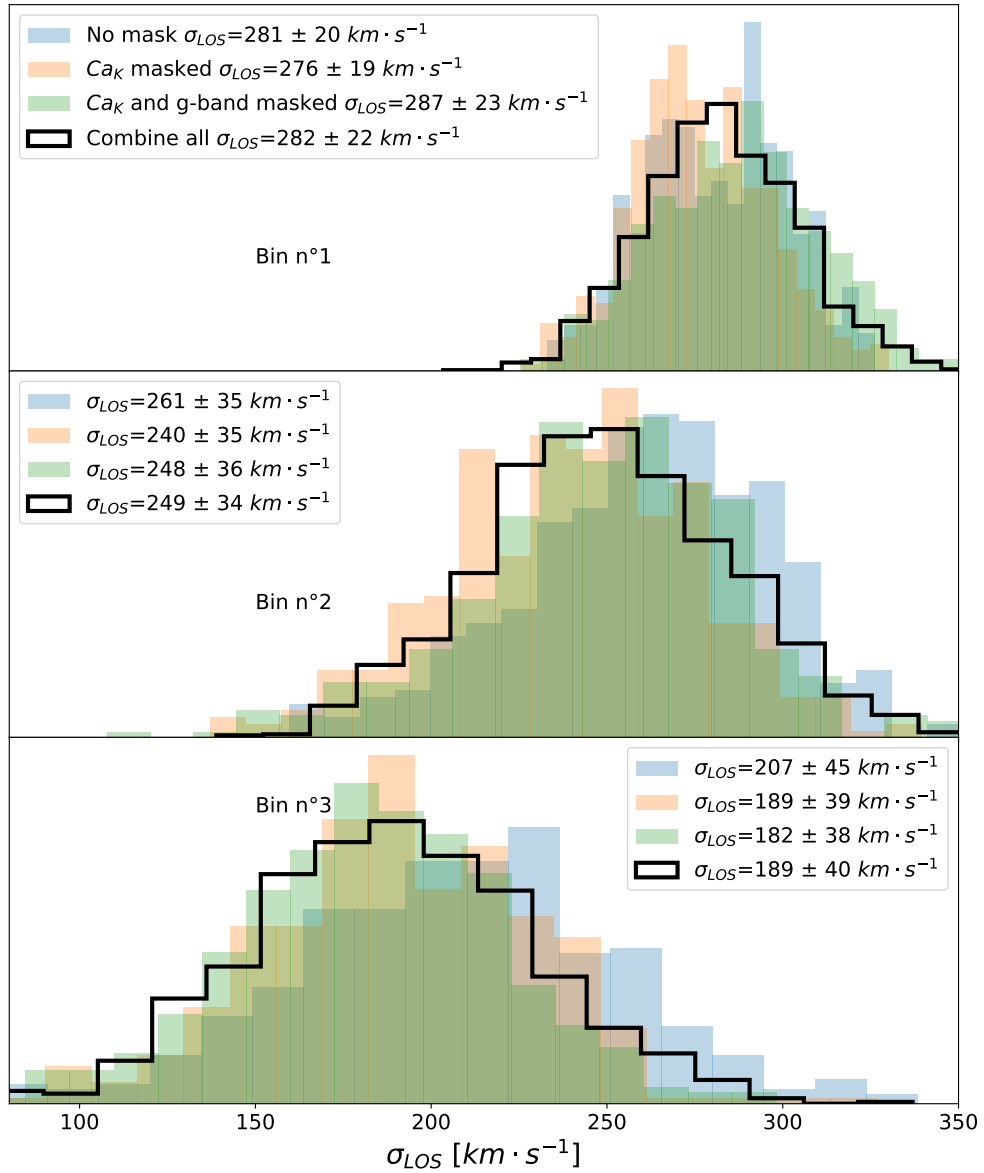 No mask σLOS=281 ± 20 km·s⁻¹
CaK masked σLOS=276 ± 19 km·s⁻¹
CaK and g-band masked σLOS=287 ± 23 km·s⁻¹
Combine all σLOS=282 ± 22 km·s⁻¹
Bin n°1
σLOS=261 ± 35 km·s⁻¹
σLOS=240 ± 35 km·s⁻¹
σLOS=248 ± 36 km·s⁻¹
σLOS=249 ± 34 km·s⁻¹
Bin n°2
Bin n°3
σLOS=207 ± 45 km·s⁻¹
σLOS=189 ± 39 km·s⁻¹
σLOS=182 ± 38 km·s⁻¹
σLOS=189 ± 40 km·s⁻¹
100 150 200 250 300 350
σLOS [km·s⁻¹]